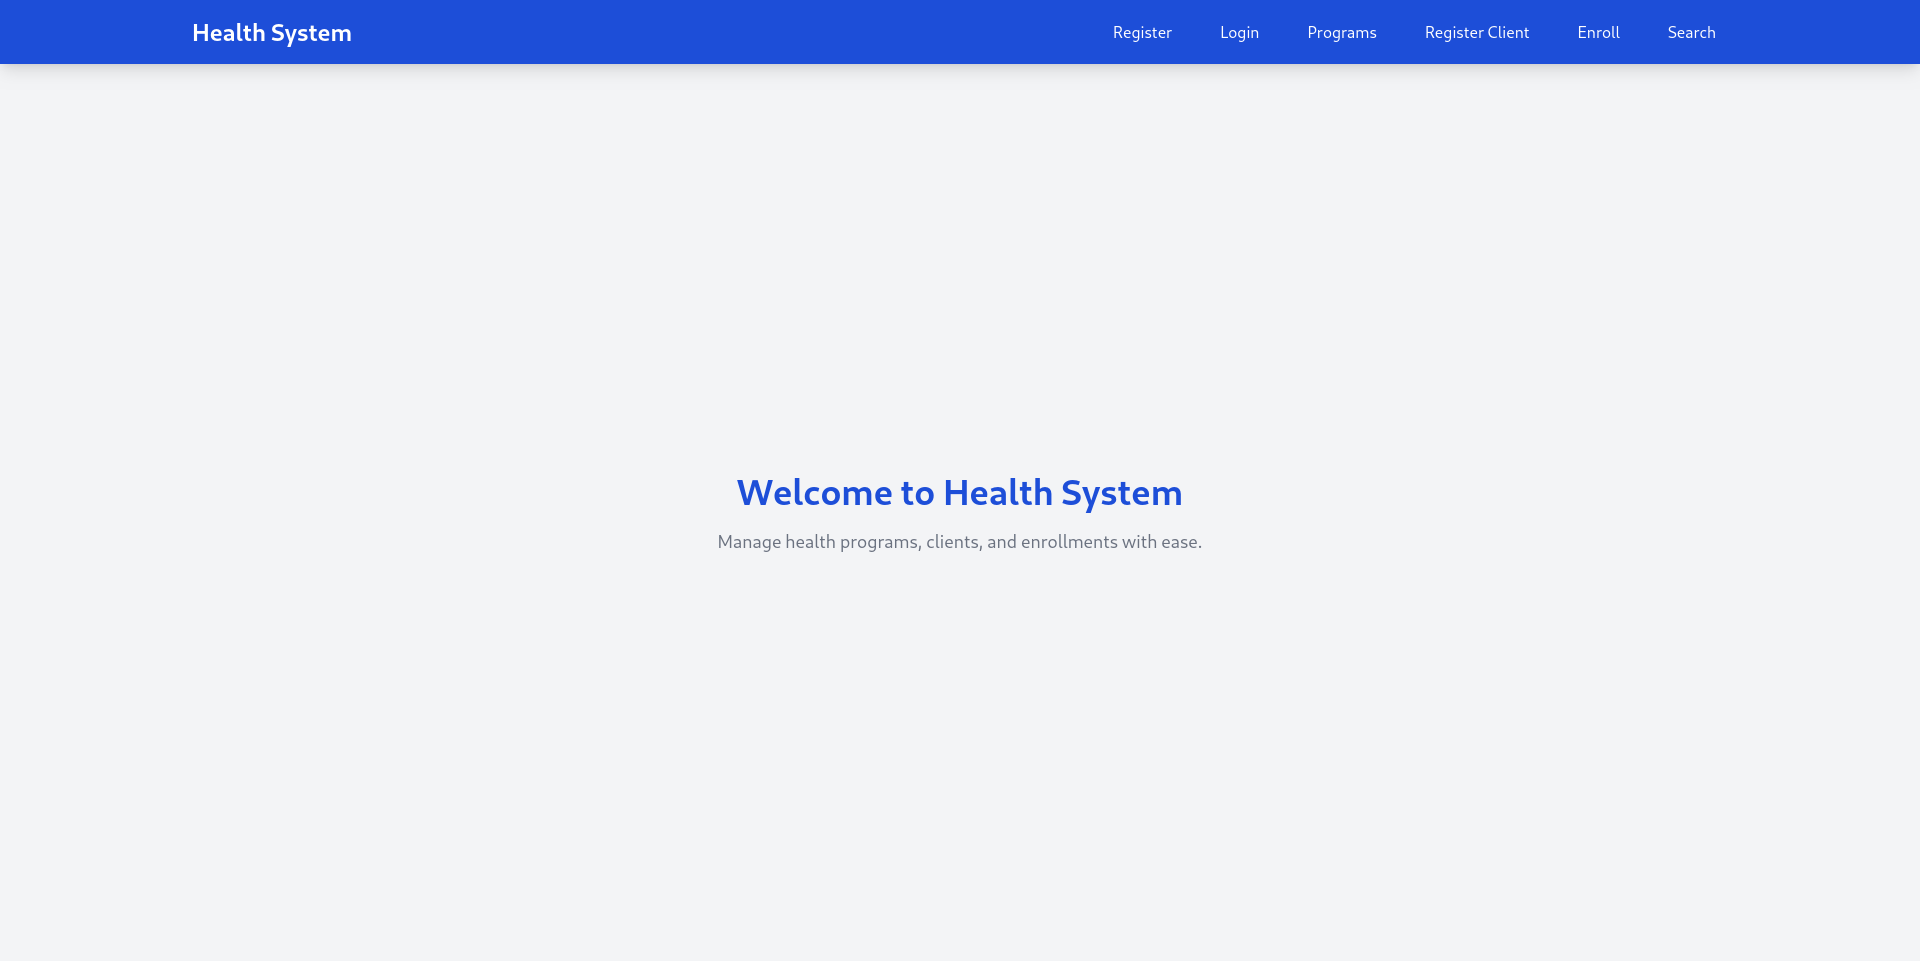 Health System
Register Login Programs Register Client Enroll Search
Welcome to Health System
Manage health programs, clients, and enrollments with ease.